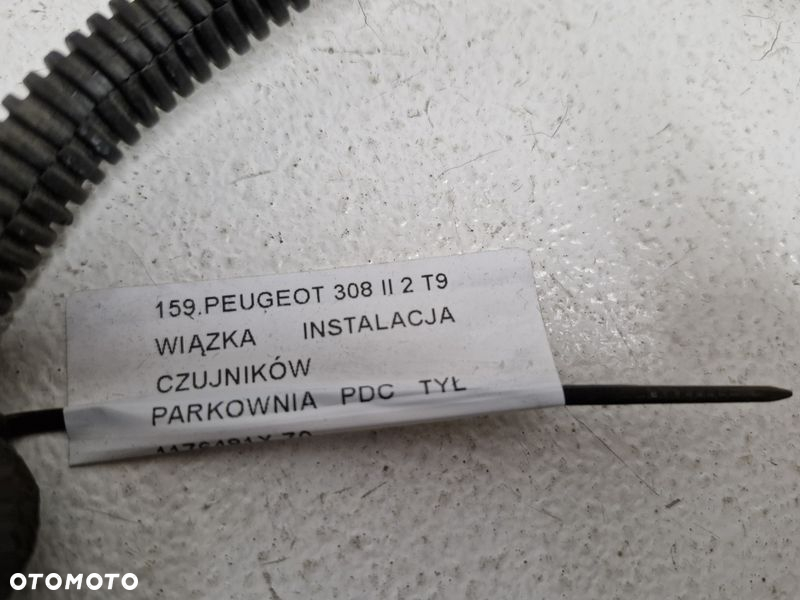 159.PEUGEOT 308 II 2 T9
WIĄZKA INSTALACJA
CZUJNIKÓW
PARKOWNIA PDC TYŁ
OTOMOTO